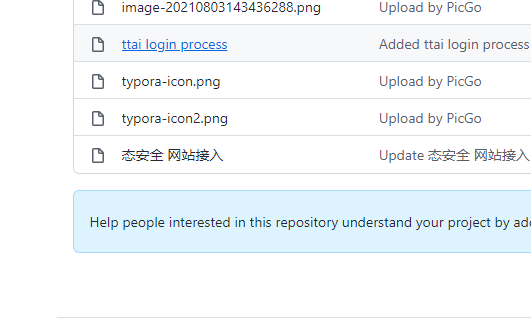 image-20210803143436288.png Upload by PicGo
ttai login process Added ttai login process
typora-icon.png Upload by PicGo
typora-icon2.png Upload by PicGo
态安全 网站接入 Update 态安全 网站接入
Help people interested in this repository understand your project by